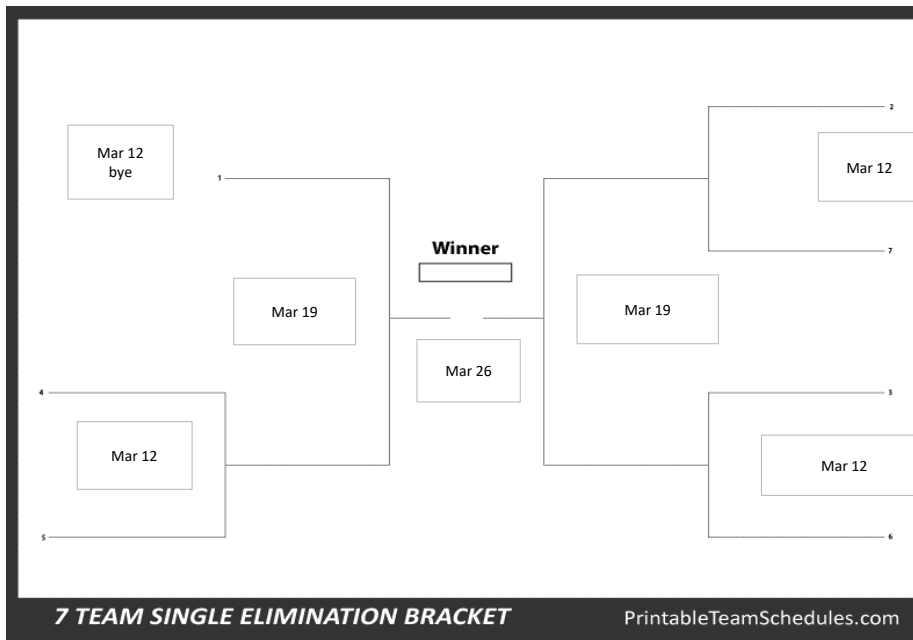 2
Mar 12
bye
Mar 12
1
Winner
7
Mar 19
Mar 19
Mar 26
4
3
Mar 12
Mar 12
5
6
7 TEAM SINGLE ELIMINATION BRACKET
PrintableTeamSchedules.com